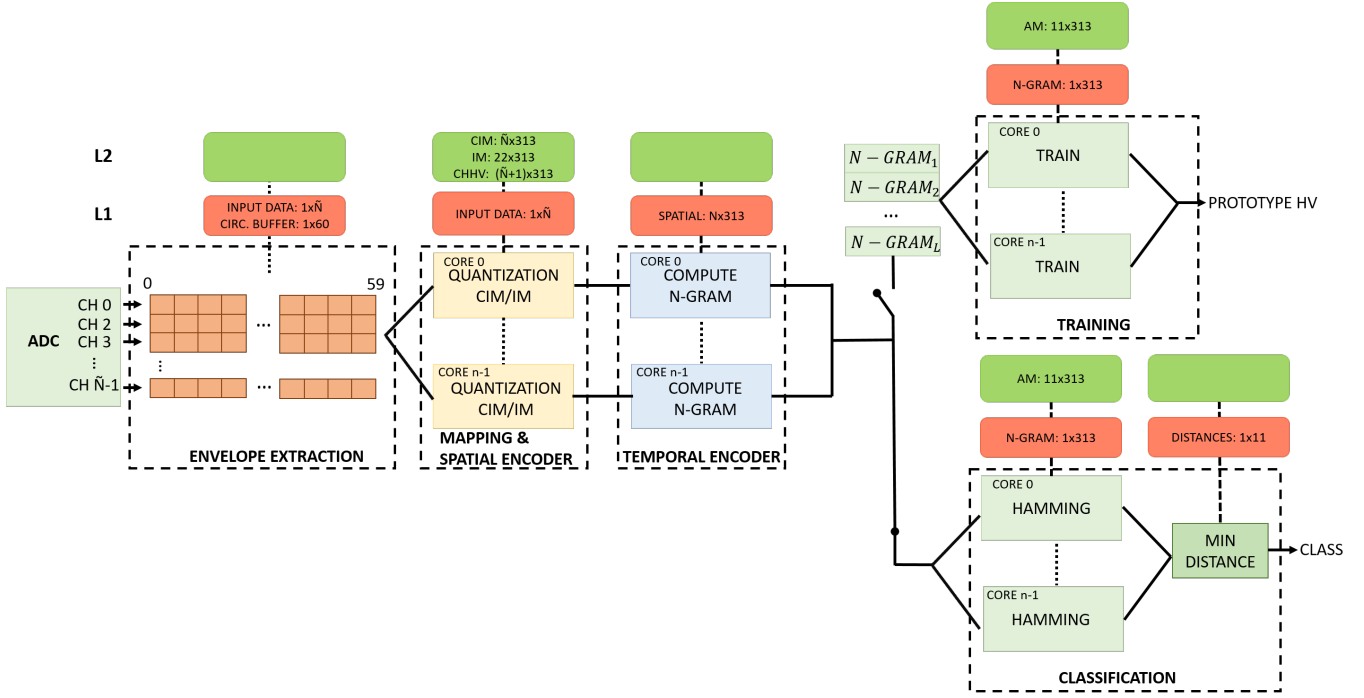 L2
L1
INPUT DATA: 1xÑ
CIRC. BUFFER: 1x60
CIM: Ñx313
IM: 22x313
CHHV: (Ñ+1)x313
INPUT DATA: 1xÑ
SPATIAL: Nx313
ADC
CH 0
CH 2
CH 3
⋮
CH Ñ-1
0
59
...
...
ENVELOPE EXTRACTION
CORE 0
QUANTIZATION
CIM/IM
CORE n-1
QUANTIZATION
CIM/IM
MAPPING &
SPATIAL ENCODER
CORE 0
COMPUTE
N-GRAM
CORE n-1
COMPUTE
N-GRAM
TEMPORAL ENCODER
N − GRAM₁
N − GRAM₂
...
N − GRAM_L
AM: 11x313
N-GRAM: 1x313
CORE 0
TRAIN
CORE n-1
TRAIN
TRAINING
PROTOTYPE HV
AM: 11x313
N-GRAM: 1x313
DISTANCES: 1x11
CORE 0
HAMMING
CORE n-1
HAMMING
MIN
DISTANCE
CLASS
CLASSIFICATION